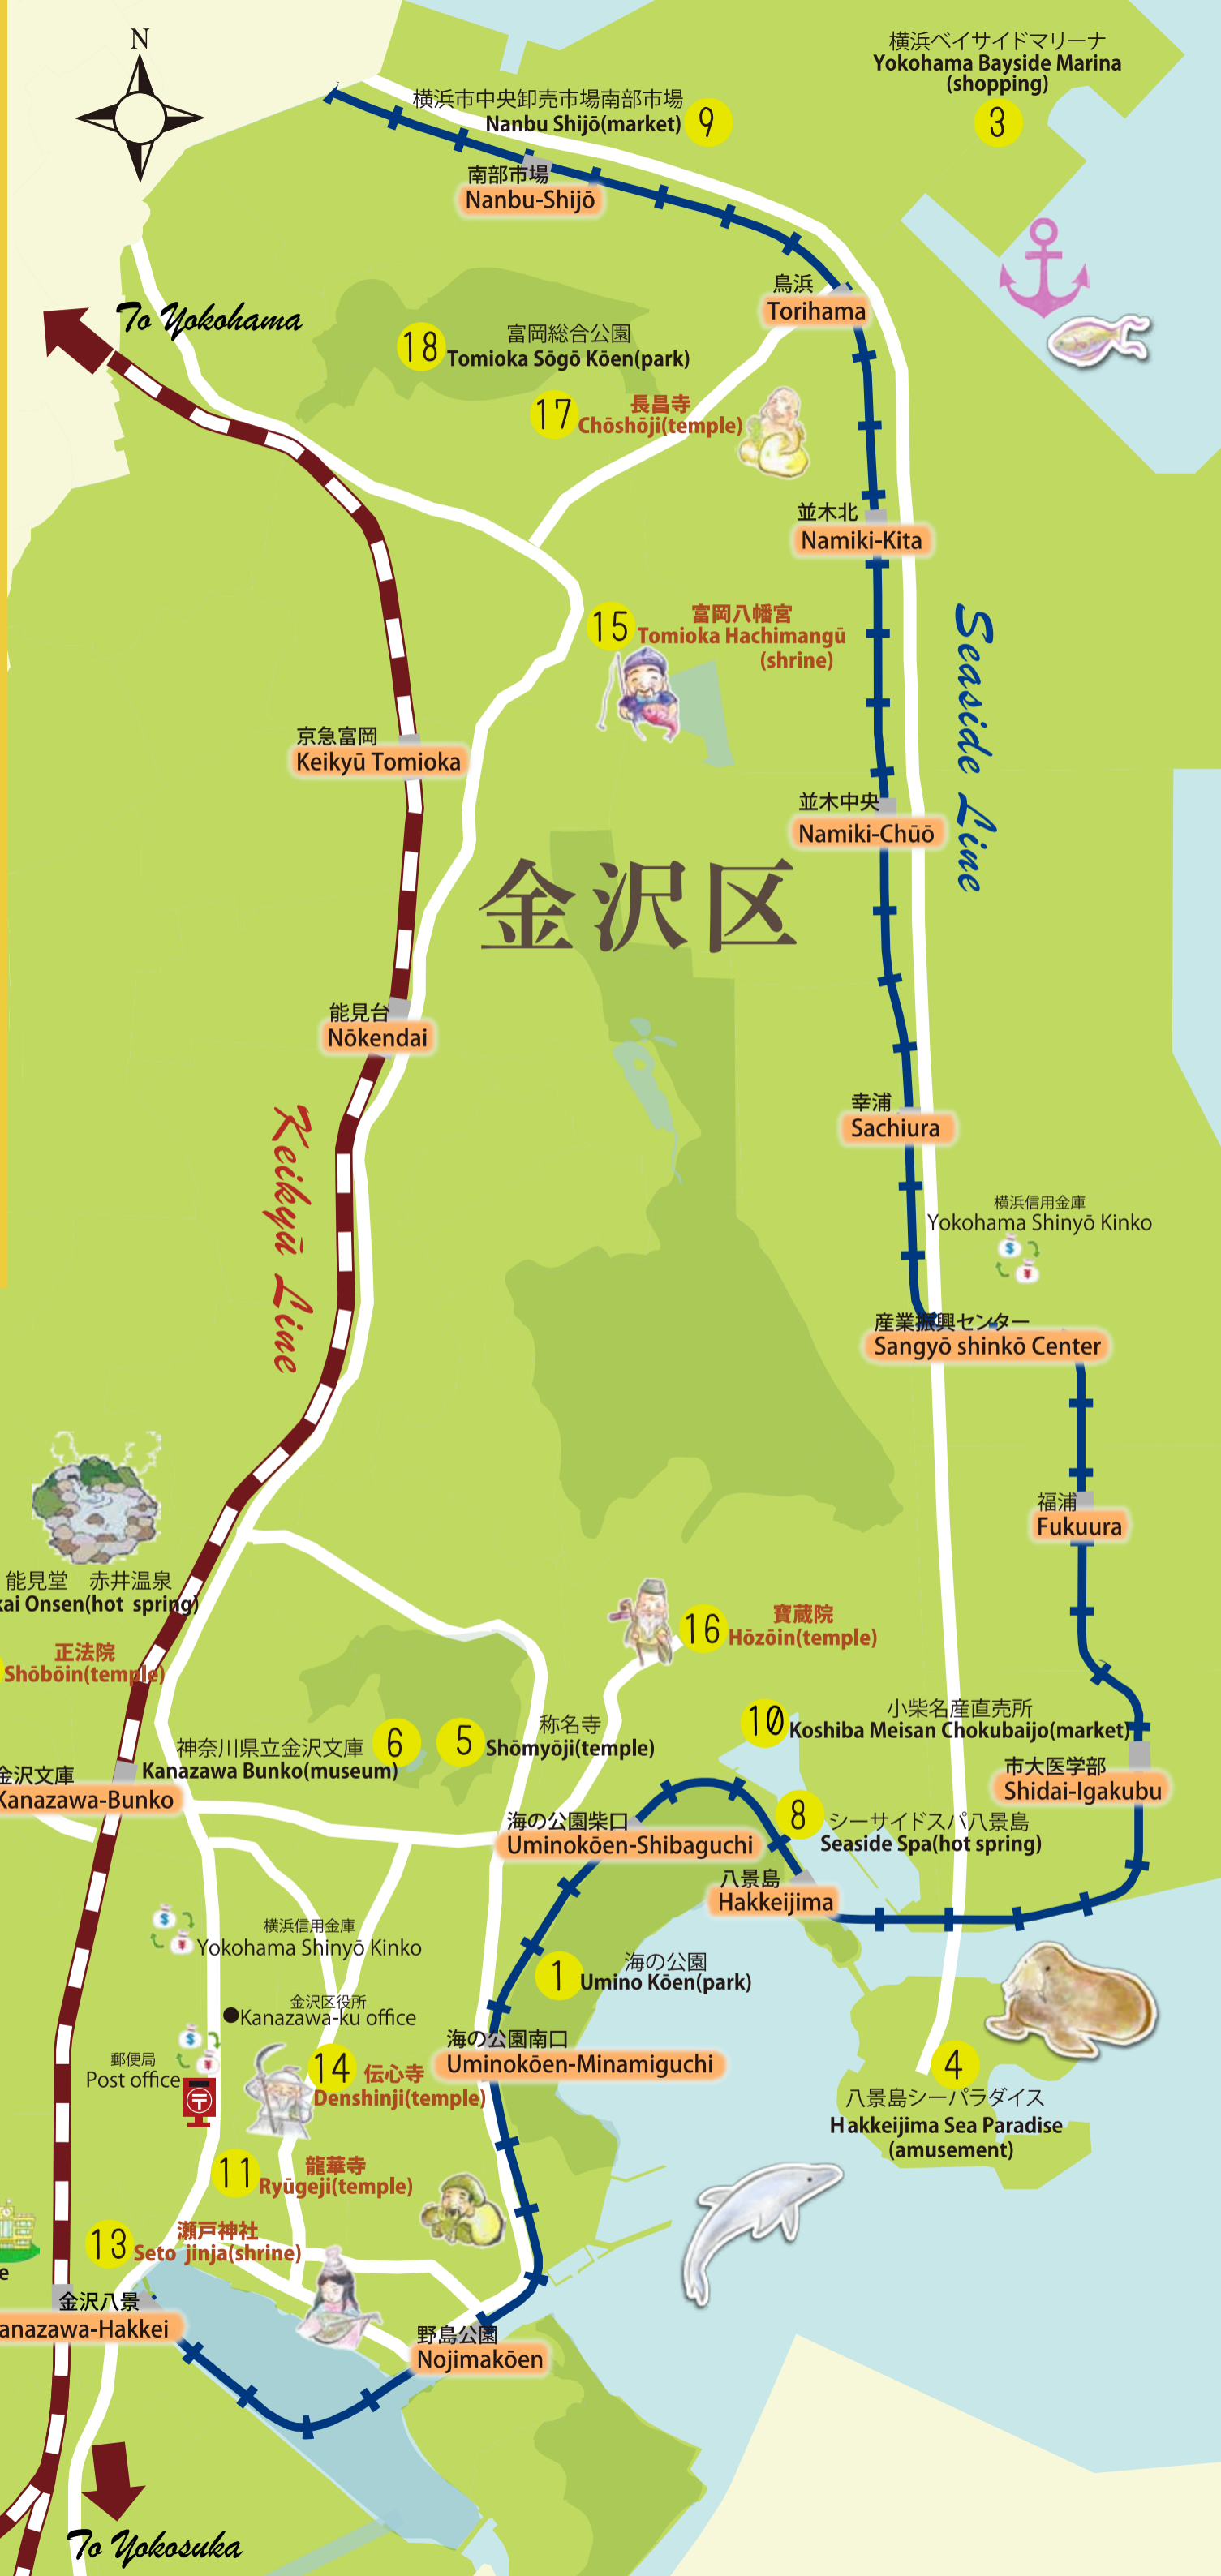 N
横浜ベイサイドマリーナ
Yokohama Bayside Marina
(shopping)
3
横浜市中央卸売市場南部市場
Nanbu Shijō(market)
9
南部市場
Nanbu-Shijō
鳥浜
Torihama
To Yokohama
18
富岡総合公園
Tomioka Sōgō Kōen(park)
17
長昌寺
Chōshōji(temple)
並木北
Namiki-Kita
15
富岡八幡宮
Tomioka Hachimangū
(shrine)
Seaside Line
京急富岡
Keikyū Tomioka
並木中央
Namiki-Chūō
金沢区
能見台
Nōkendai
幸浦
Sachiura
Keikyū Line
横浜信用金庫
Yokohama Shinyō Kinko
産業振興センター
Sangyō shinkō Center
福浦
Fukuura
能見堂　赤井温泉
kai Onsen(hot spring)
正法院
Shōbōin(temple)
16
寶蔵院
Hōzōin(temple)
10
小柴名産直売所
Koshiba Meisan Chokubaijo(market)
神奈川県立金沢文庫
Kanazawa Bunko(museum)
6
5
称名寺
Shōmyōji(temple)
市大医学部
Shidai-Igakubu
金沢文庫
Kanazawa-Bunko
海の公園柴口
Uminokōen-Shibaguchi
8
シーサイドスパ八景島
Seaside Spa(hot spring)
八景島
Hakkeijima
横浜信用金庫
Yokohama Shinyō Kinko
1
海の公園
Umino Kōen(park)
金沢区役所
Kanazawa-ku office
海の公園南口
Uminokōen-Minamiguchi
郵便局
Post office
14
伝心寺
Denshinji(temple)
4
八景島シーパラダイス
Hakkeijima Sea Paradise
(amusement)
11
龍華寺
Ryūgeji(temple)
13
瀬戸神社
Seto jinja(shrine)
e
金沢八景
anazawa-Hakkei
野島公園
Nojimakōen
To Yokosuka